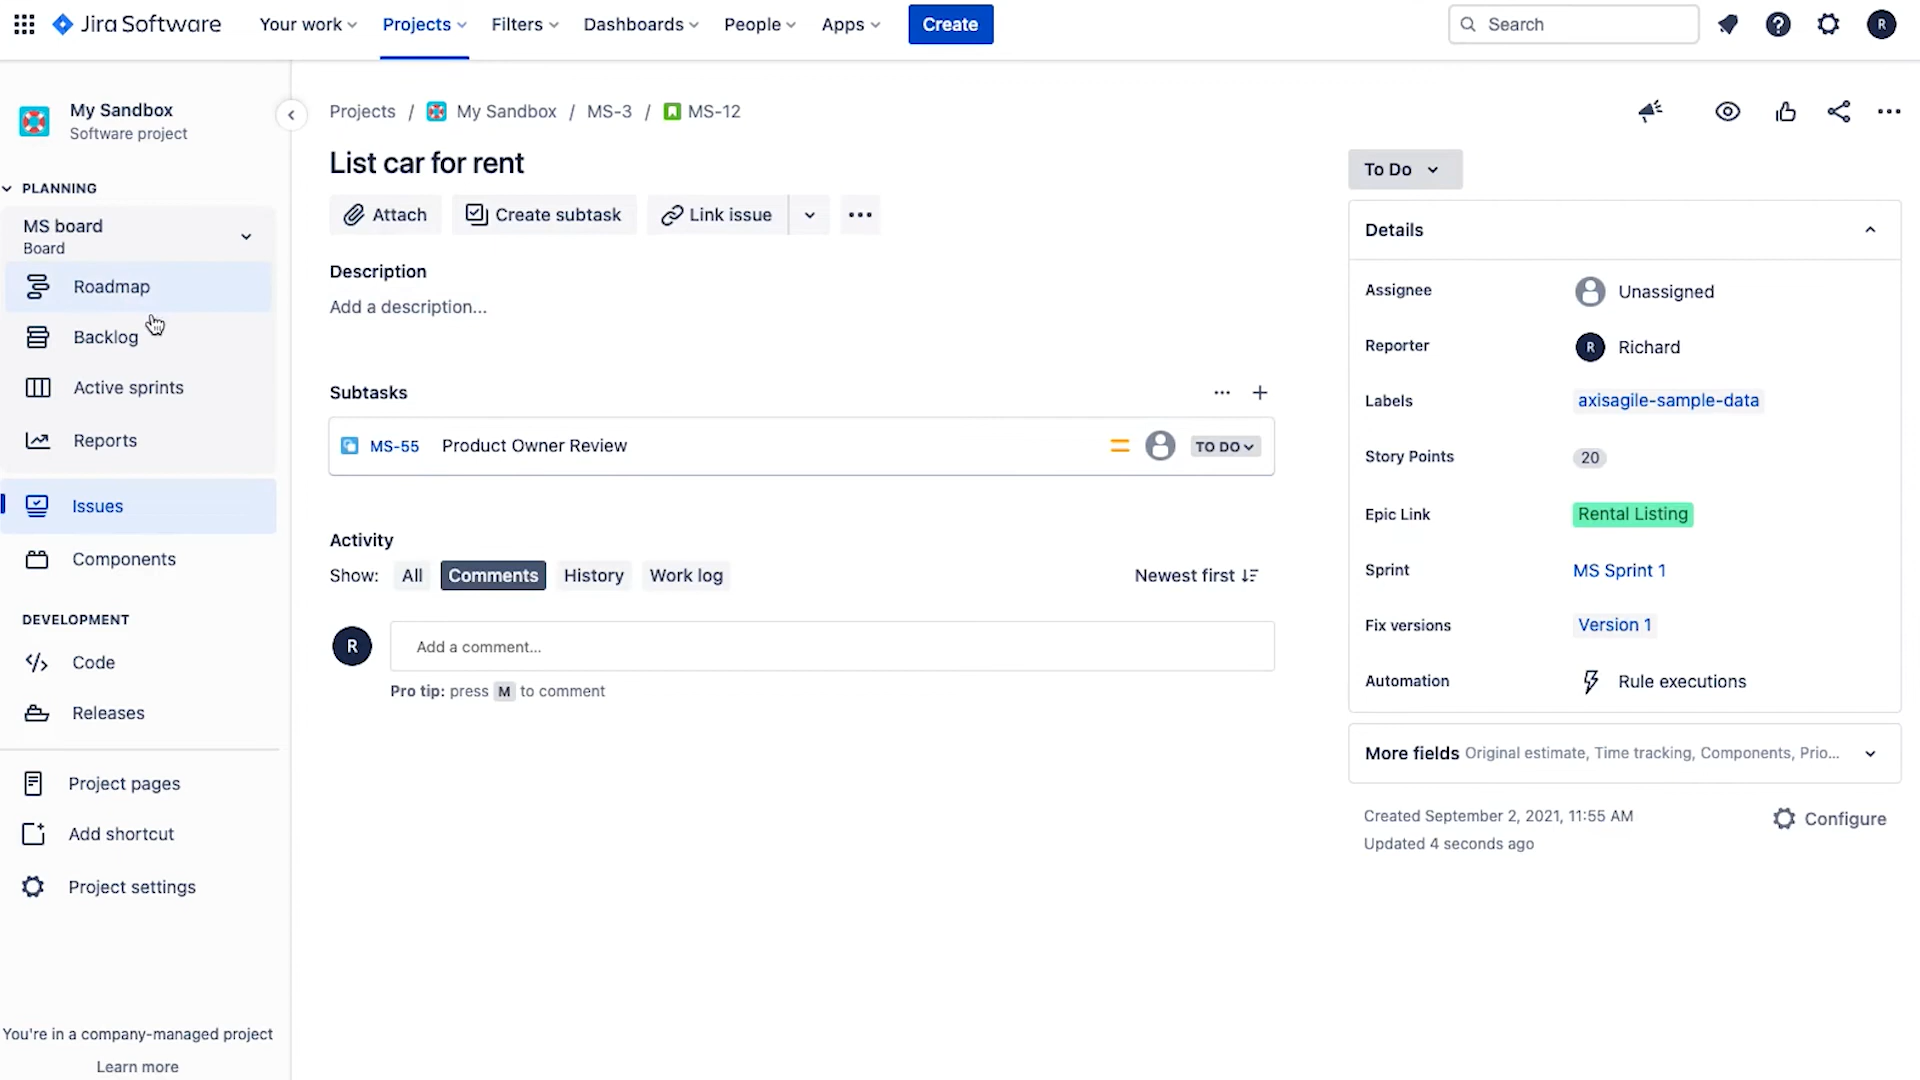 Jira Software
Your work
Projects
Filters
Dashboards
People
Apps
Create
Search
R
My Sandbox
Software project
PLANNING
MS board
Board
Roadmap
Backlog
Active sprints
Reports
Issues
Components
DEVELOPMENT
Code
Releases
Project pages
Add shortcut
Project settings
You're in a company-managed project
Learn more
Projects / My Sandbox / MS-3 / MS-12
List car for rent
Attach
Create subtask
Link issue
Description
Add a description...
Subtasks
MS-55 Product Owner Review TO DO
Activity
Show: All Comments History Work log Newest first
R
Add a comment...
Pro tip: press M to comment
To Do
Details
Assignee Unassigned
Reporter R Richard
Labels axisagile-sample-data
Story Points 20
Epic Link Rental Listing
Sprint MS Sprint 1
Fix versions Version 1
Automation Rule executions
More fields Original estimate, Time tracking, Components, Prio...
Created September 2, 2021, 11:55 AM
Configure
Updated 4 seconds ago